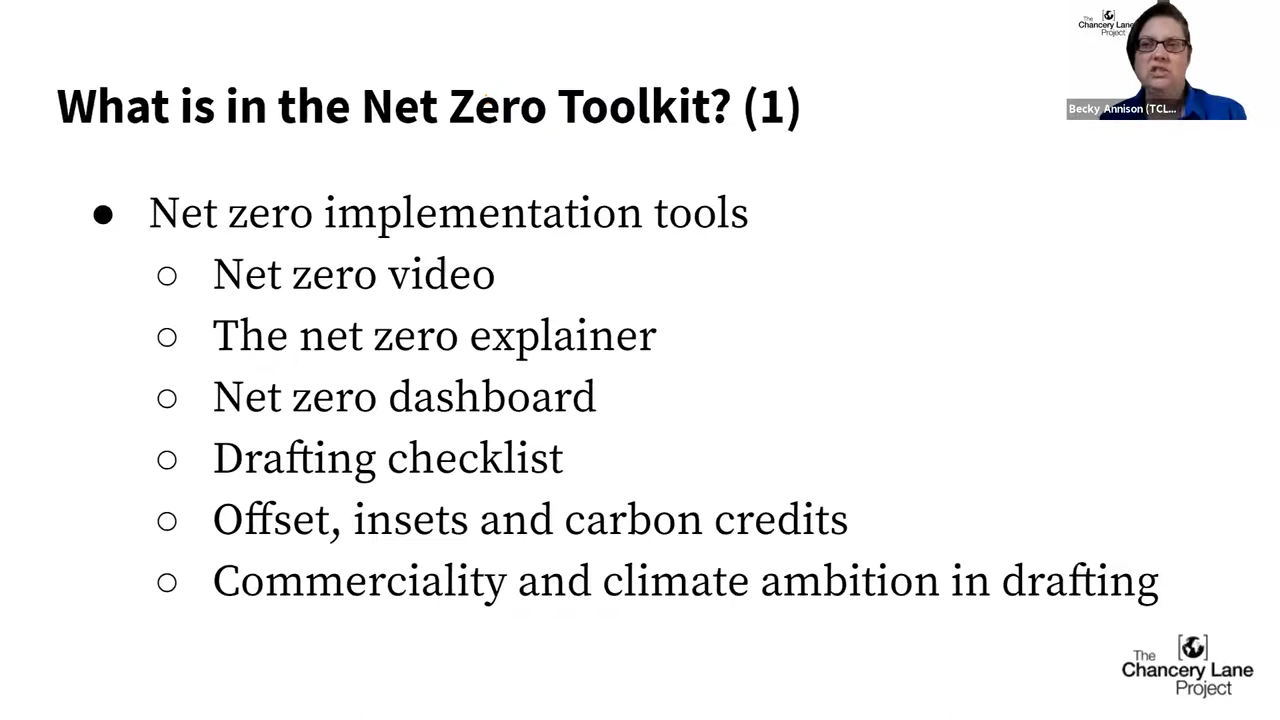 The
Chancery Lane
Project
Becky Annison (TCL...
What is in the Net Zero Toolkit? (1)
● Net zero implementation tools
○ Net zero video
○ The net zero explainer
○ Net zero dashboard
○ Drafting checklist
○ Offset, insets and carbon credits
○ Commerciality and climate ambition in drafting
The
Chancery Lane
Project